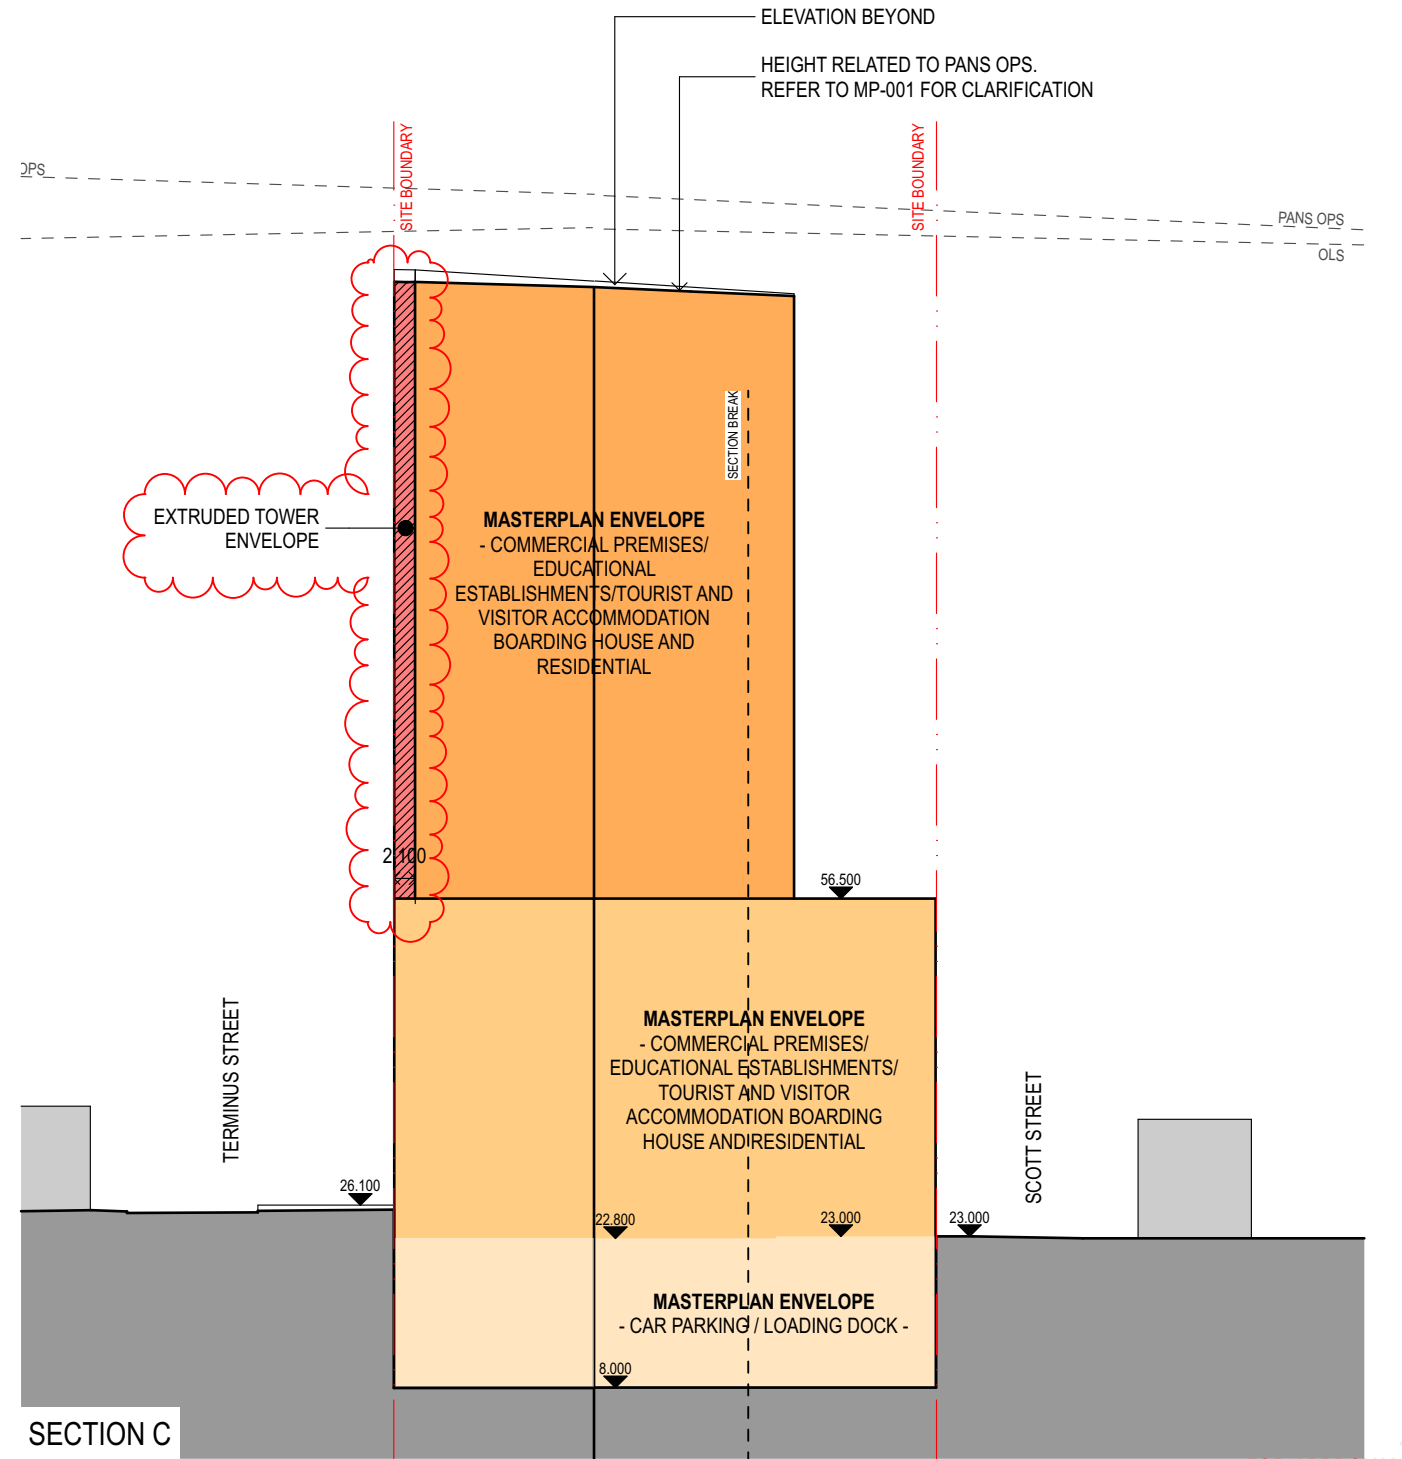 ELEVATION BEYOND
HEIGHT RELATED TO PANS OPS.
REFER TO MP-001 FOR CLARIFICATION
SITE BOUNDARY
SITE BOUNDARY
OPS
PANS OPS
OLS
SECTION BREAK
EXTRUDED TOWER
ENVELOPE
MASTERPLAN ENVELOPE
- COMMERCIAL PREMISES/
EDUCATIONAL
ESTABLISHMENTS/TOURIST AND
VISITOR ACCOMMODATION
BOARDING HOUSE AND
RESIDENTIAL
2,100
56.500
TERMINUS STREET
MASTERPLAN ENVELOPE
- COMMERCIAL PREMISES/
EDUCATIONAL ESTABLISHMENTS/
TOURIST AND VISITOR
ACCOMMODATION BOARDING
HOUSE AND RESIDENTIAL
SCOTT STREET
26.100
22.800
23.000
23.000
MASTERPLAN ENVELOPE
- CAR PARKING / LOADING DOCK -
8.000
SECTION C